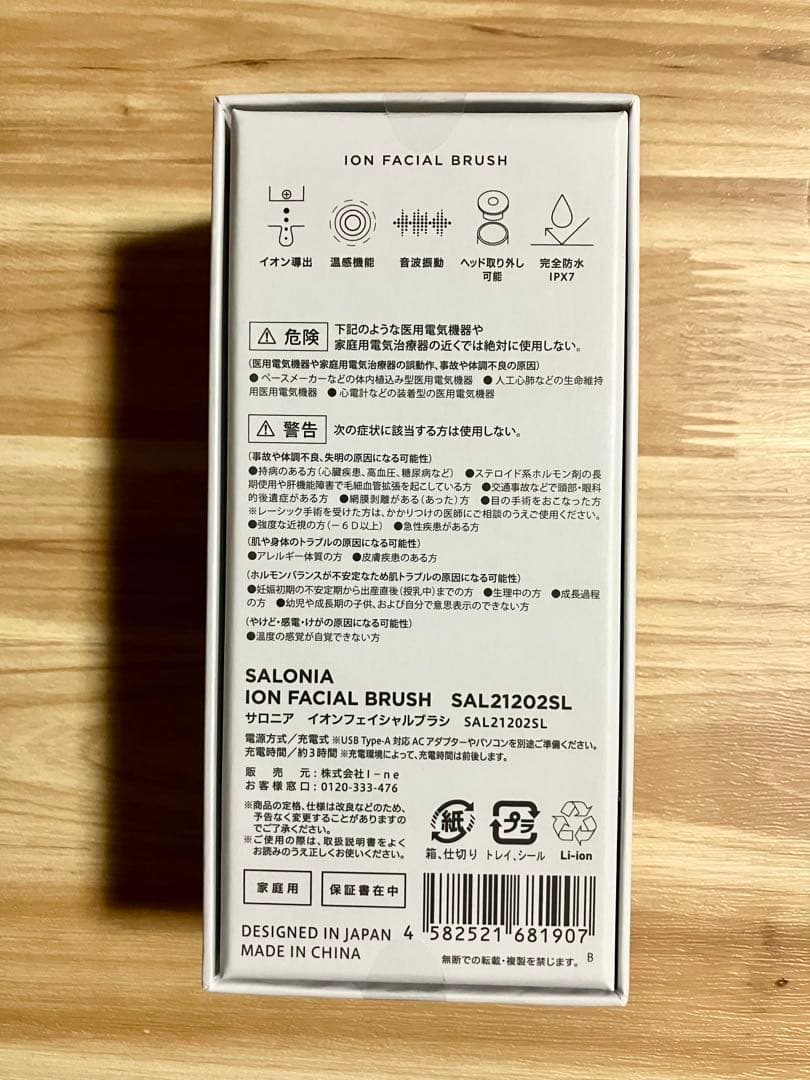 ION FACIAL BRUSH
イオン導出
温感機能
音波振動
ヘッド取り外し
可能
完全防水
IPX7
危険 下記のような医用電気機器や
家庭用電気治療器の近くでは絶対に使用しない。
(医用電気機器や家庭用電気治療器の誤動作、事故や体調不良の原因)
●ペースメーカーなどの体内植込み型医用電気機器 ●人工心肺などの生命維持
用医用電気機器 ●心電計などの装着型の医用電気機器
警告 次の症状に該当する方は使用しない。
(事故や体調不良、失明の原因になる可能性)
●持病のある方(心臓疾患、高血圧、糖尿病など) ●ステロイド系ホルモン剤の長
期使用や肝機能障害で毛細血管拡張を起こしている方 ●交通事故などで頭部・眼科
的後遺症がある方 ●網膜剥離がある(あった)方 ●目の手術をおこなった方
※レーシック手術を受けた方は、かかりつけの医師にご相談のうえご使用ください。
●強度な近視の方(-6D以上) ●急性疾患がある方
(肌や身体のトラブルの原因になる可能性)
●アレルギー体質の方 ●皮膚疾患のある方
(ホルモンバランスが不安定なため肌トラブルの原因になる可能性)
●妊娠初期の不安定期から出産直後(授乳中)までの方 ●生理中の方 ●成長過程
の方 ●幼児や成長期の子供、および自分で意思表示のできない方
(やけど・感電・けがの原因になる可能性)
●温度の感覚が自覚できない方
SALONIA
ION FACIAL BRUSH SAL21202SL
サロニア イオンフェイシャルブラシ SAL21202SL
電源方式/充電式 ※USB Type-A 対応 AC アダプターやパソコンを別途ご準備ください。
充電時間/約3時間 ※充電環境によって、充電時間は前後します。
販売元:株式会社I-ne
お客様窓口:0120-333-476
※商品の定格、仕様は改良などのため、
予告なく変更することがありますの
でご了承ください。
※ご使用の際は、取扱説明書をよく
お読みのうえ正しくお使いください。
紙
箱、仕切り
プラ
トレイ、シール
Li-ion
家庭用
保証書在中
DESIGNED IN JAPAN
MADE IN CHINA
4 582521 681907
無断での転載・複製を禁じます。 B